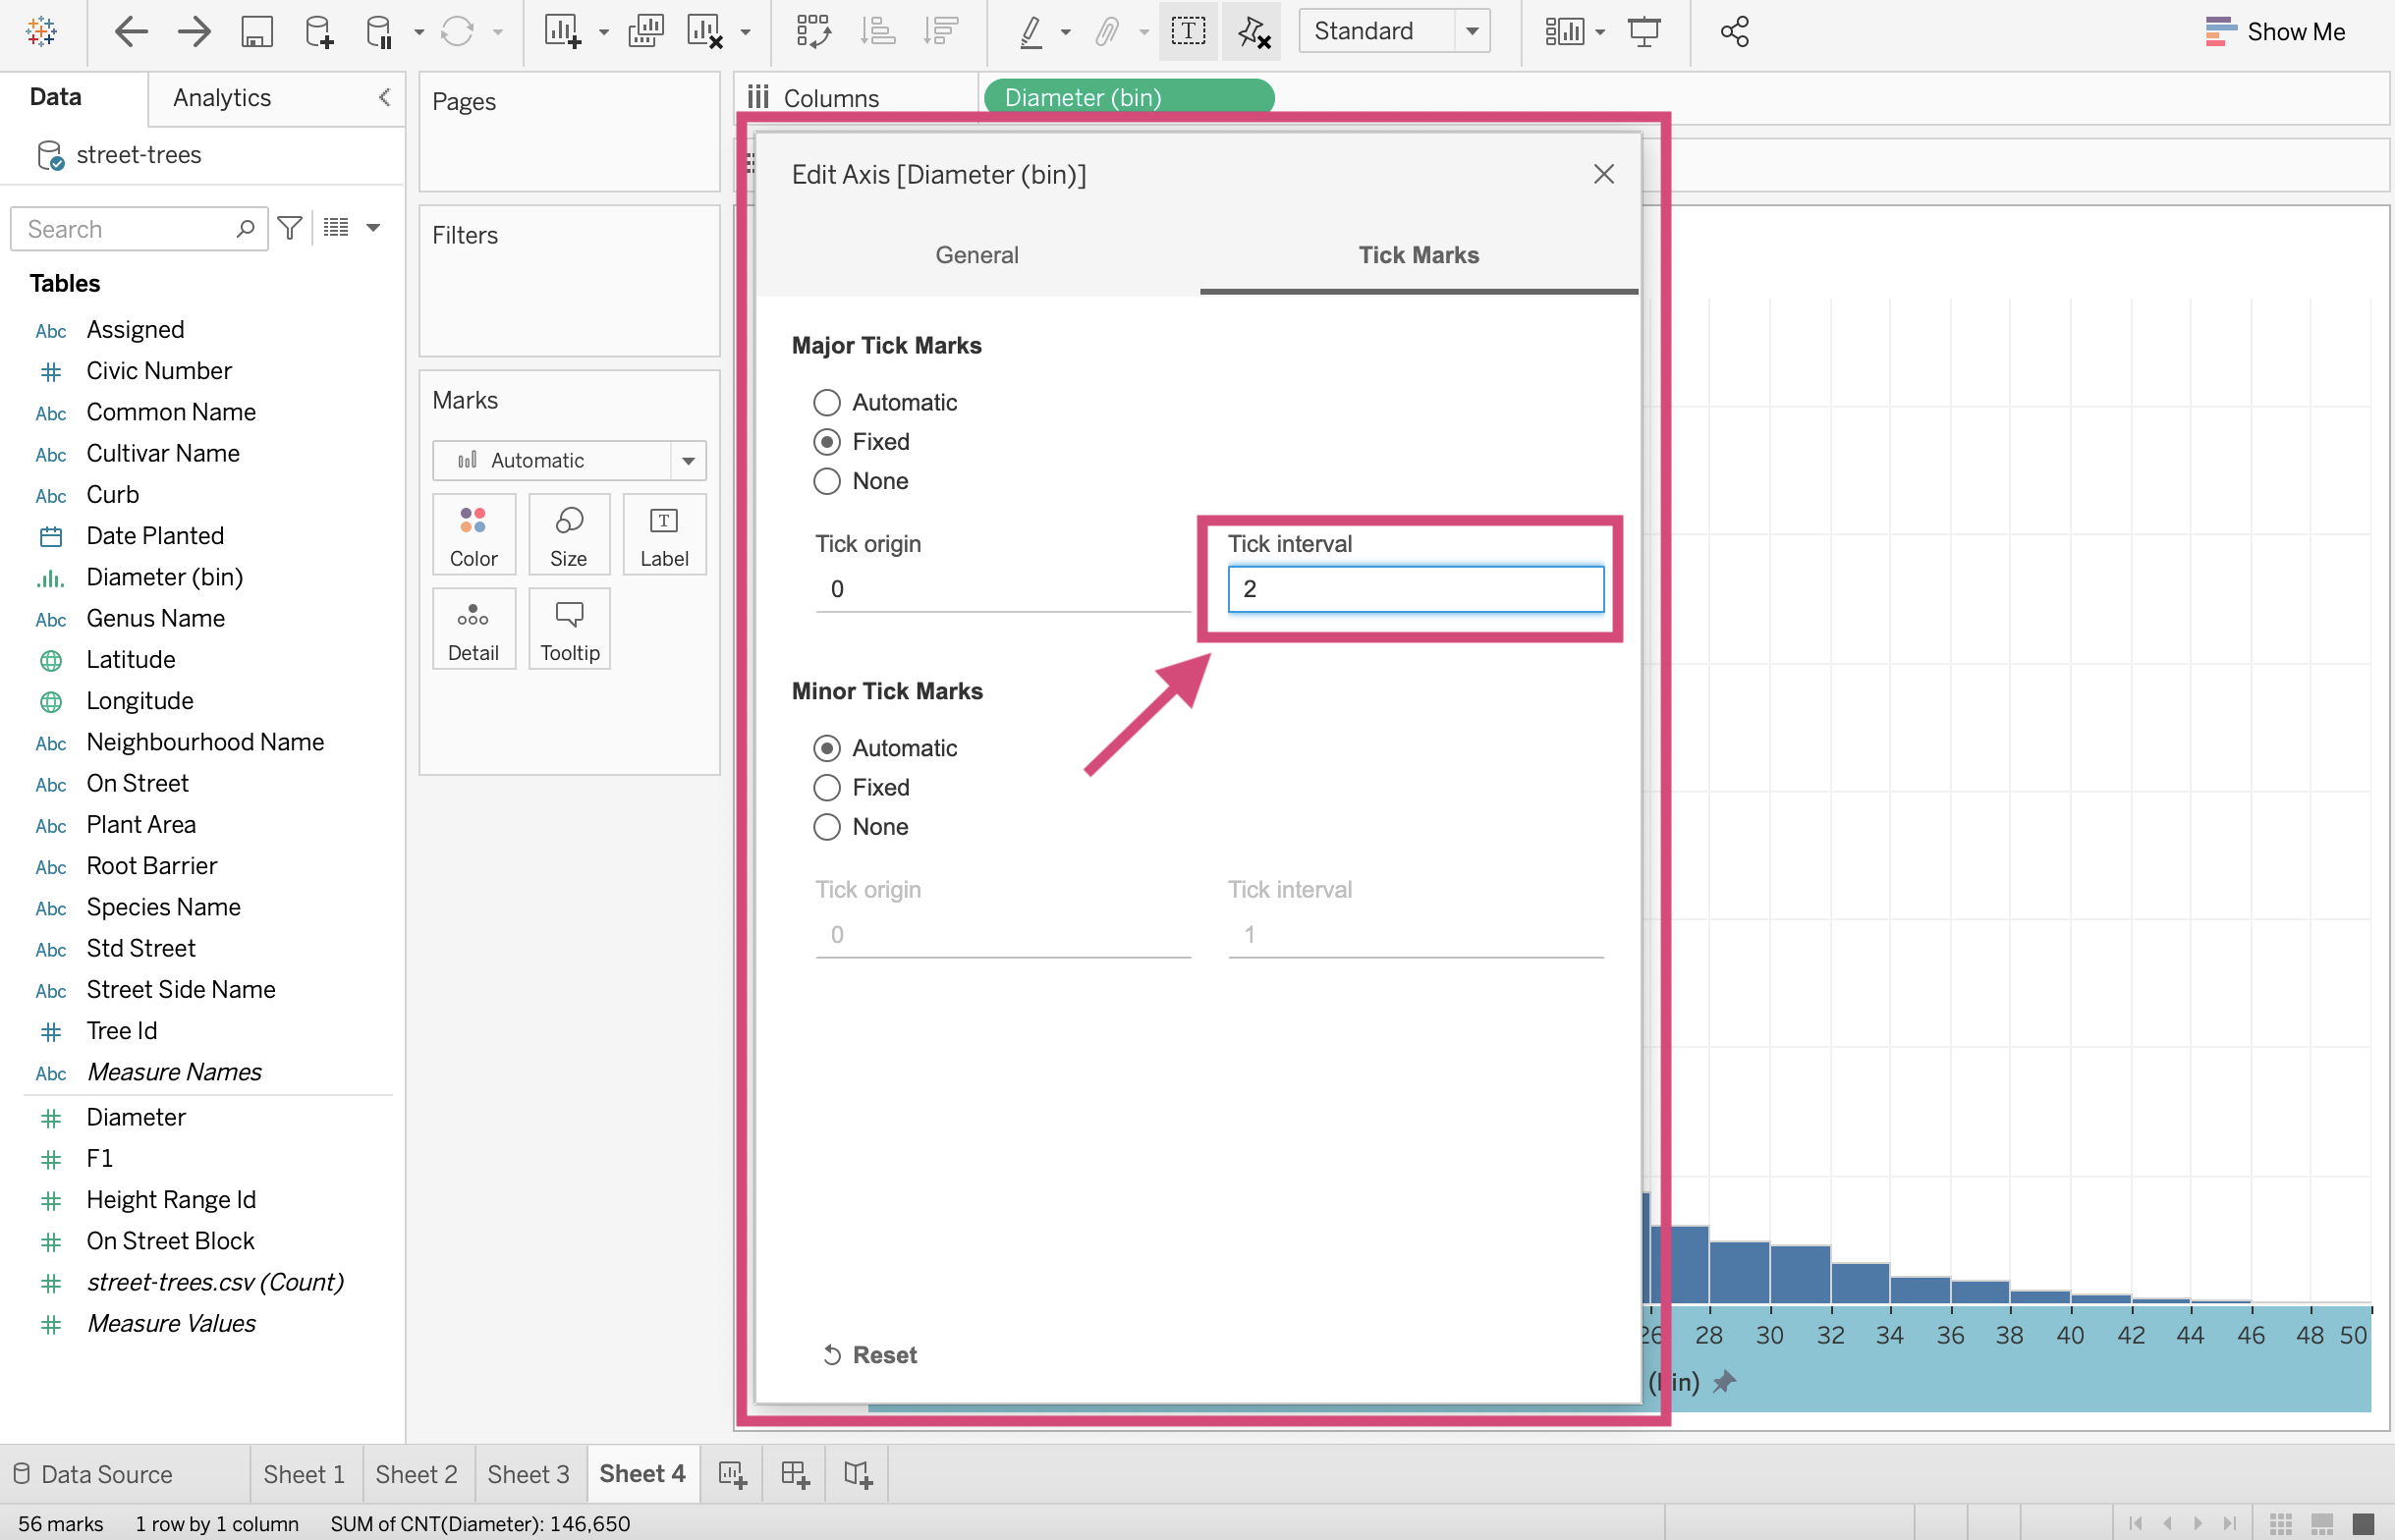 Standard
Show Me
Data
Analytics
street-trees
Search
Tables
Abc Assigned
Civic Number
Abc Common Name
Abc Cultivar Name
Abc Curb
Date Planted
Diameter (bin)
Abc Genus Name
Latitude
Longitude
Abc Neighbourhood Name
Abc On Street
Abc Plant Area
Abc Root Barrier
Abc Species Name
Abc Std Street
Abc Street Side Name
Tree Id
Abc Measure Names
Diameter
F1
Height Range Id
On Street Block
street-trees.csv (Count)
Measure Values
Pages
Filters
Marks
Automatic
Color
Size
T
Label
Detail
Tooltip
Columns
Diameter (bin)
Edit Axis [Diameter (bin)]
General
Tick Marks
Major Tick Marks
Automatic
Fixed
None
Tick origin
Tick interval
0
2
Minor Tick Marks
Automatic
Fixed
None
Tick origin
Tick interval
0
1
Reset
26 28 30 32 34 36 38 40 42 44 46 48 50
(bin)
Data Source
Sheet 1
Sheet 2
Sheet 3
Sheet 4
56 marks
1 row by 1 column
SUM of CNT(Diameter): 146,650